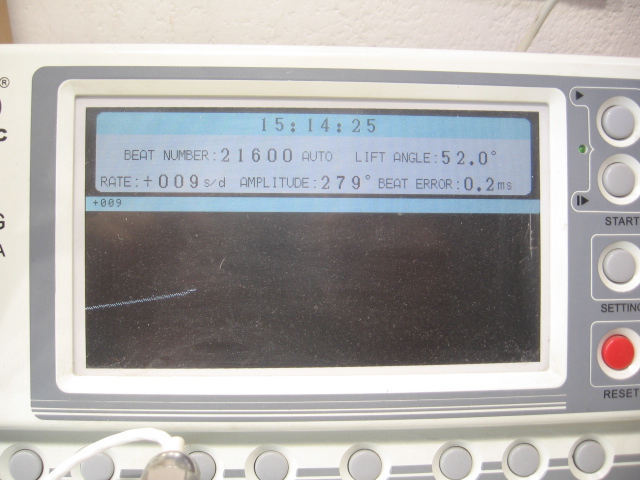 15:14:25
BEAT NUMBER:21600 AUTO LIFT ANGLE:52.0°
RATE:+009s/d AMPLITUDE:279° BEAT ERROR:0.2ms
+009
®
C
G
A
START
SETTING
RESET